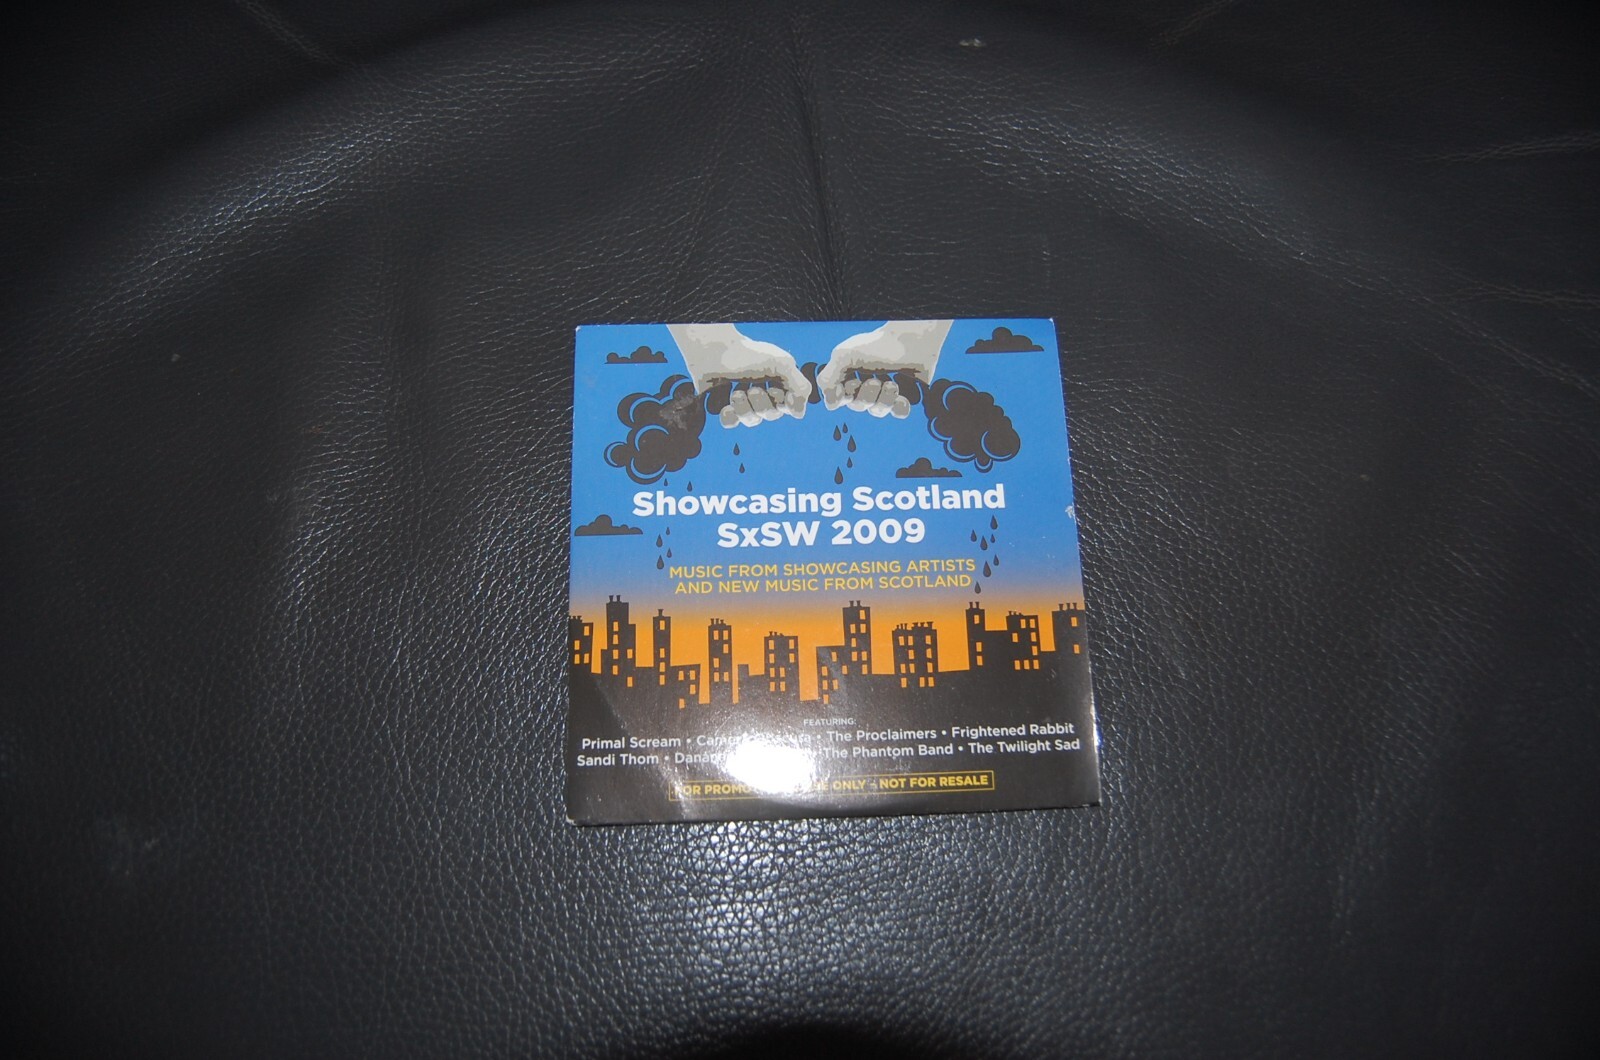 Showcasing Scotland
SxSW 2009
MUSIC FROM SHOWCASING ARTISTS
AND NEW MUSIC FROM SCOTLAND
FEATURING:
Primal Scream • • The Proclaimers • Frightened Rabbit
Sandi Thom • The Phantom Band • The Twilight Sad
ONLY - NOT FOR RESALE